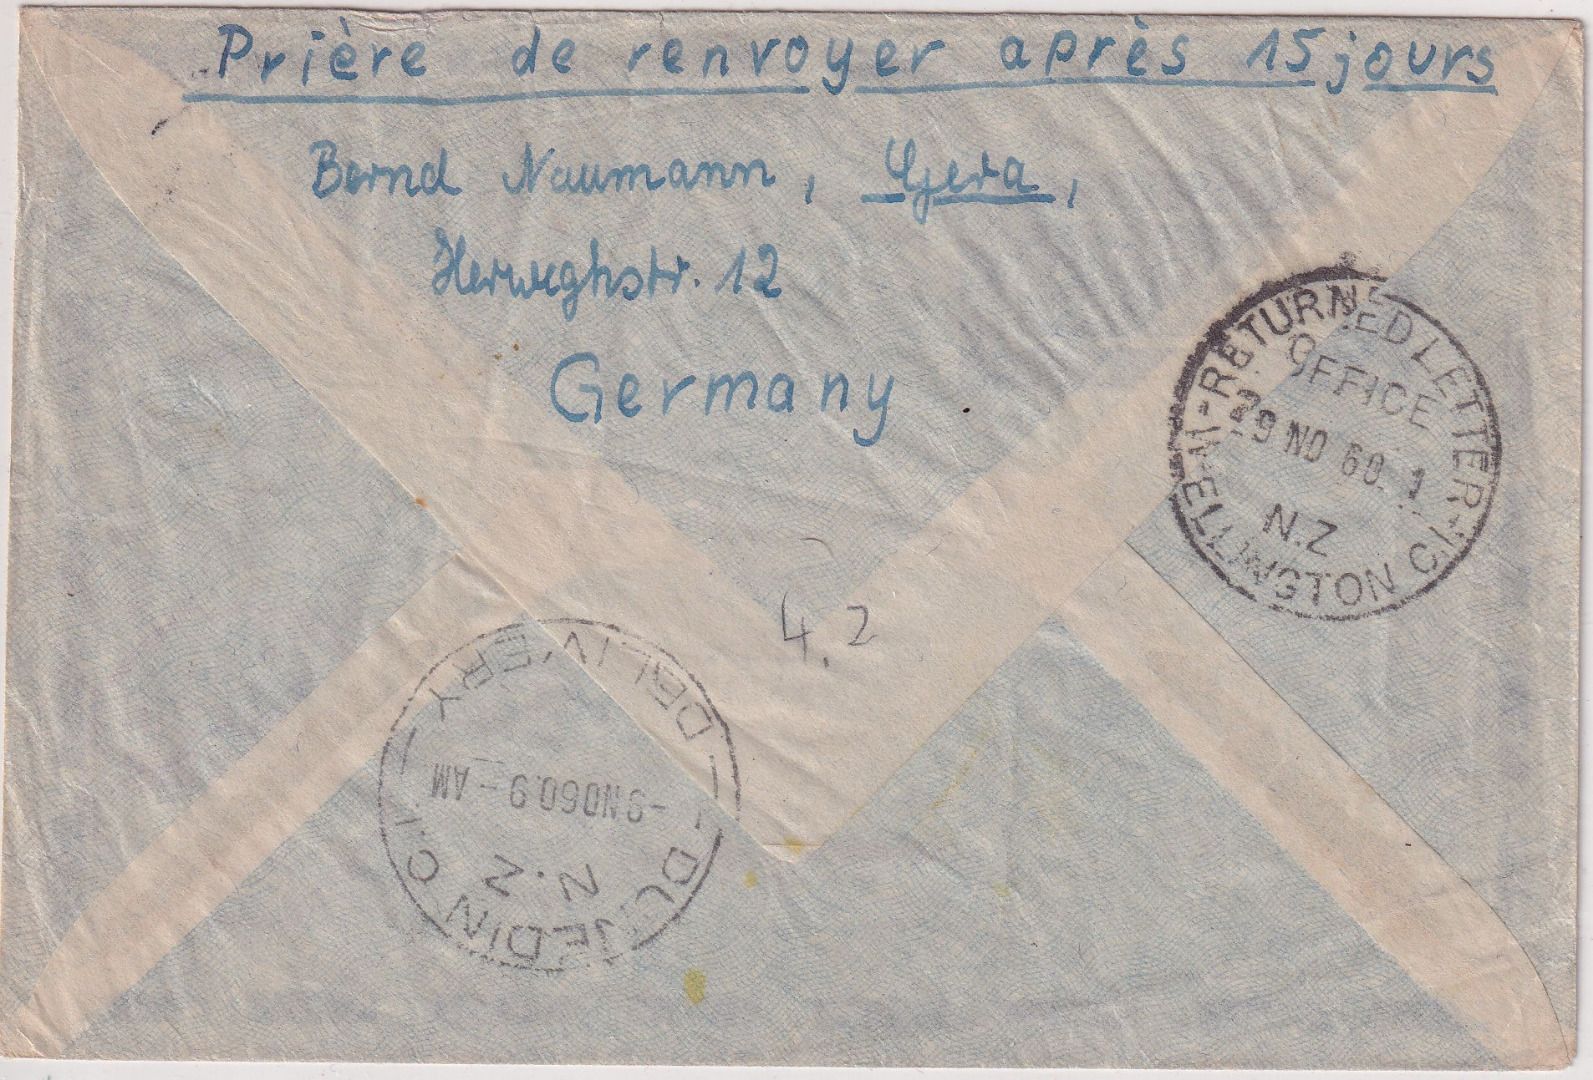 Prière de renvoyer après 15 jours
Bernd Naumann, Gera,
Herweghstr. 12
Germany
RETURNED LETTER
OFFICE
29 NO 60. 1
N.Z
WELLINGTON C1
4.2
DELIVERY
-9 NO 60. 9 - AM
N.Z
DUNEDIN C.1.